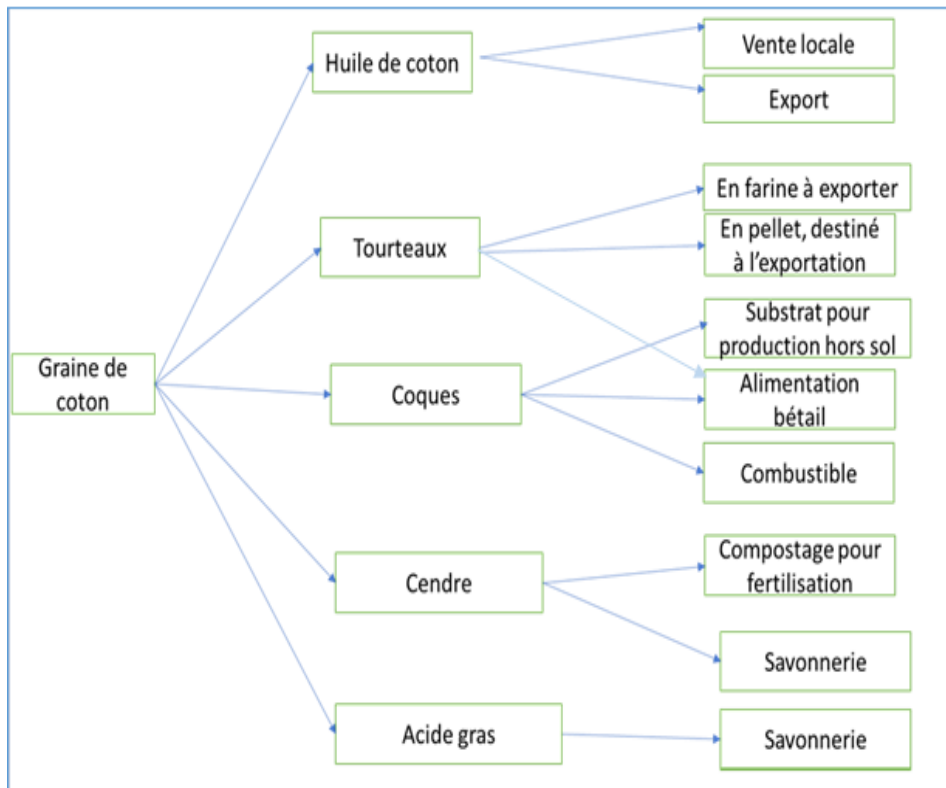 Huile de coton
Vente locale
Export
En farine à exporter
Tourteaux
En pellet, destiné
à l’exportation
Substrat pour
production hors sol
Graine de
coton
Coques
Alimentation
bétail
Combustible
Compostage pour
fertilisation
Cendre
Savonnerie
Acide gras
Savonnerie